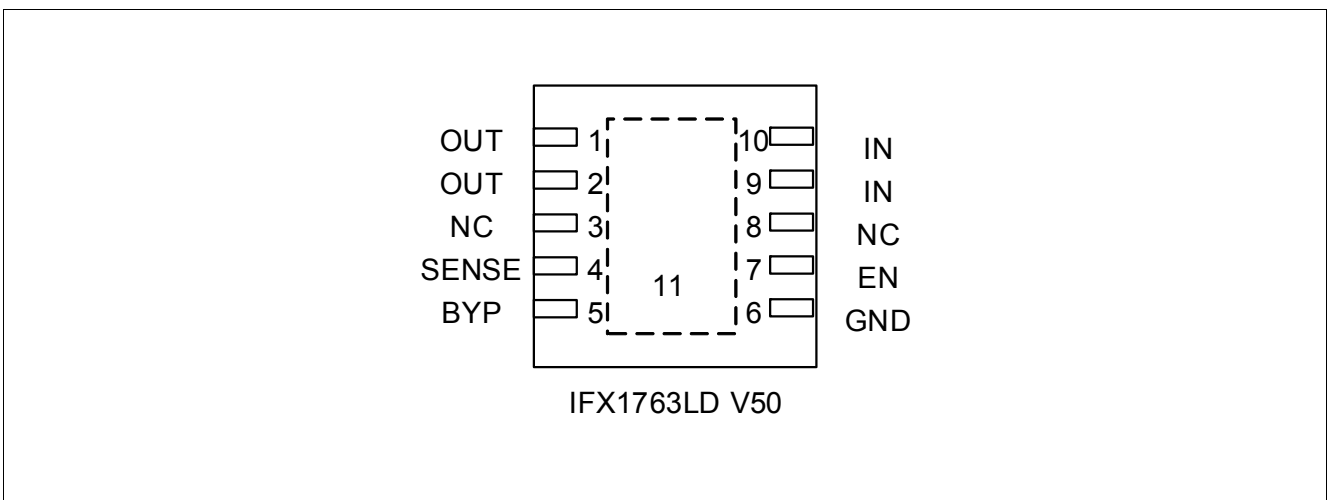 OUT 1 10 IN
OUT 2 9 IN
NC 3 8 NC
SENSE 4 7 EN
BYP 5 11 6 GND
IFX1763LD V50